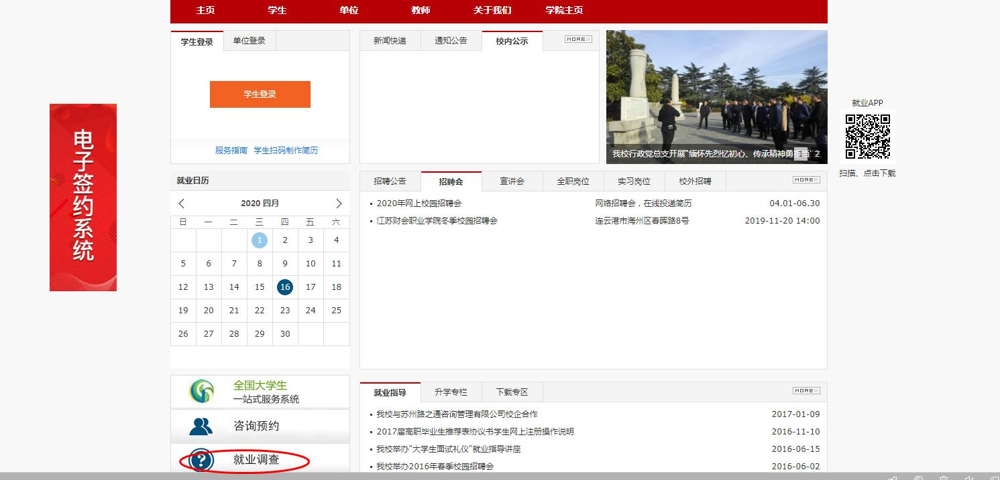 主页 学生 单位 教师 关于我们 学院主页
学生登录 单位登录
学生登录
服务指南 学生扫码制作简历
新闻快递 通知公告 校内公示 MORE
我校行政党总支开展"缅怀先烈忆初心、传承精神勇担当" 2
电子签约系统
就业APP
扫描、点击下载
就业日历
2020 四月
日 一 二 三 四 五 六
1 2 3 4
5 6 7 8 9 10 11
12 13 14 15 16 17 18
19 20 21 22 23 24 25
26 27 28 29 30
招聘公告 招聘会 宣讲会 全职岗位 实习岗位 校外招聘 MORE
2020年网上校园招聘会 网络招聘会，在线投递简历 04.01-06.30
江苏财会职业学院冬季校园招聘会 连云港市海州区春晖路8号 2019-11-20 14:00
全国大学生
一站式服务系统
咨询预约
? 就业调查
就业指导 升学专栏 下载专区 MORE
我校与苏州路之通咨询管理有限公司校企合作 2017-01-09
2017届高职毕业生推荐表协议书学生网上注册操作说明 2016-11-10
我校举办"大学生面试礼仪"就业指导讲座 2016-06-15
我校举办2016年春季校园招聘会 2016-06-02